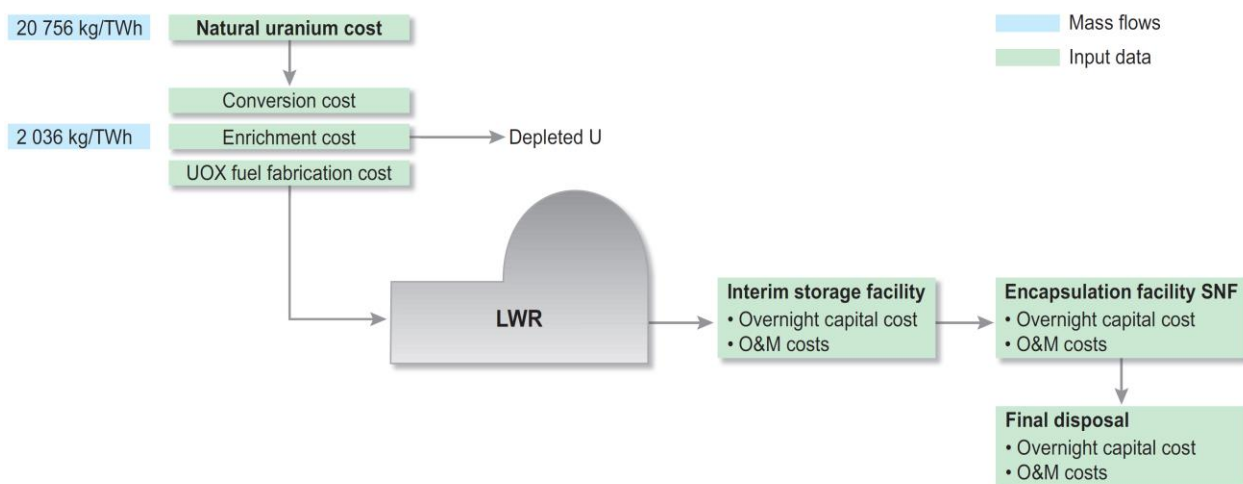 20 756 kg/TWh
Natural uranium cost
Mass flows
Input data
Conversion cost
2 036 kg/TWh
Enrichment cost
Depleted U
UOX fuel fabrication cost
LWR
Interim storage facility
• Overnight capital cost
• O&M costs
Encapsulation facility SNF
• Overnight capital cost
• O&M costs
Final disposal
• Overnight capital cost
• O&M costs